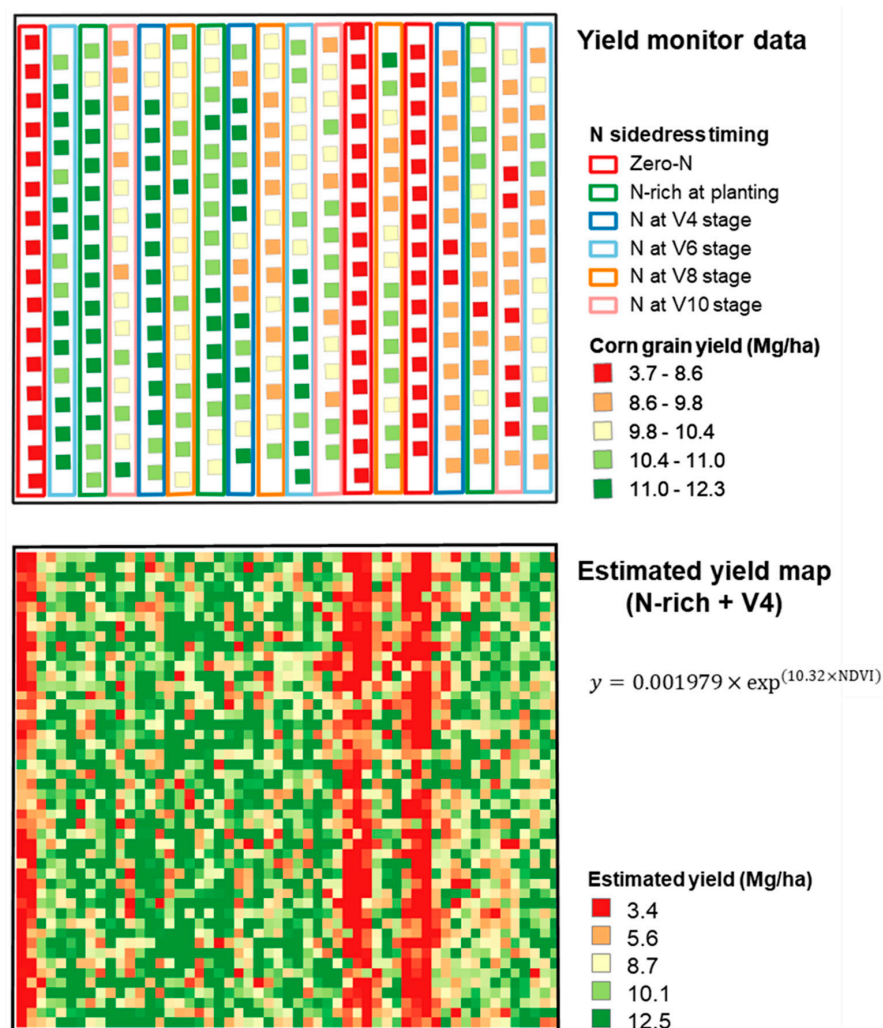 Yield monitor data
N sidedress timing
Zero-N
N-rich at planting
N at V4 stage
N at V6 stage
N at V8 stage
N at V10 stage
Corn grain yield (Mg/ha)
3.7 - 8.6
8.6 - 9.8
9.8 - 10.4
10.4 - 11.0
11.0 - 12.3
Estimated yield map
(N-rich + V4)
y = 0.001979 × exp^(10.32×NDVI)
Estimated yield (Mg/ha)
3.4
5.6
8.7
10.1
12.5